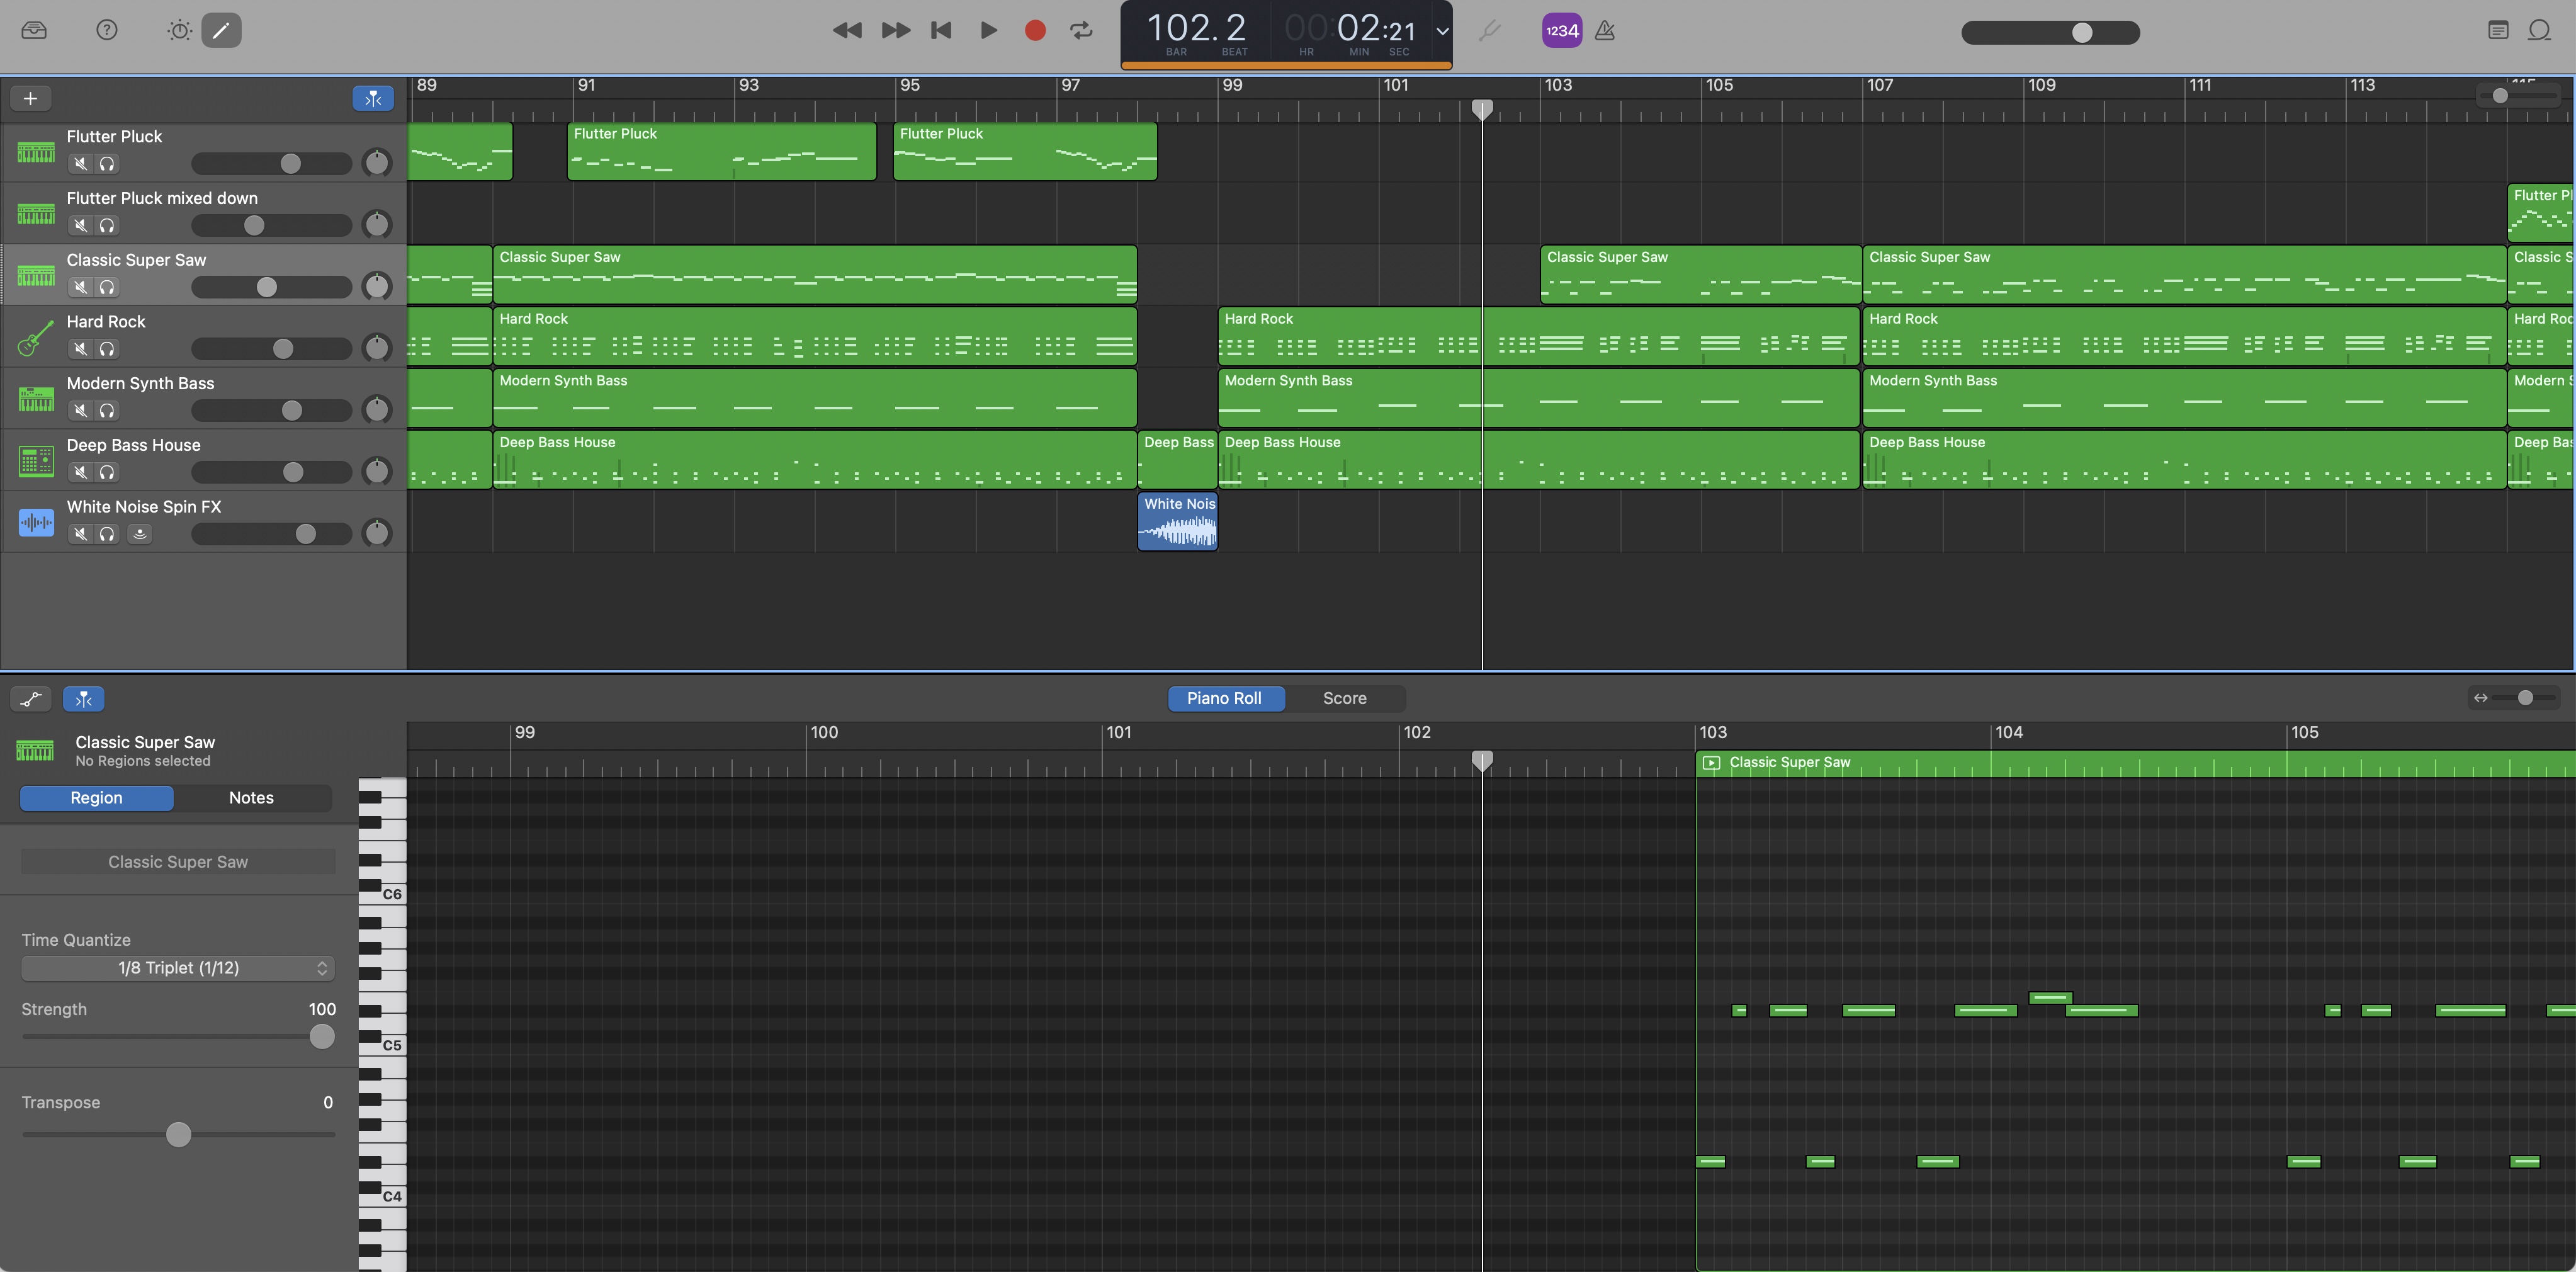 102. 2 00:02:21
BAR BEAT HR MIN SEC
1234
89 91 93 95 97 99 101 103 105 107 109 111 113 115
Flutter Pluck
Flutter Pluck Flutter Pluck
Flutter Pluck mixed down
Flutter Pl
Classic Super Saw
Classic Super Saw Classic Super Saw Classic Super Saw Classic S
Hard Rock
Hard Rock Hard Rock Hard Rock Hard Roc
Modern Synth Bass
Modern Synth Bass Modern Synth Bass Modern Synth Bass Modern S
Deep Bass House
Deep Bass House Deep Bass Deep Bass House Deep Bass House Deep Bas
White Noise Spin FX
White Nois
Piano Roll Score
99 100 101 102 103 104 105
Classic Super Saw
No Regions selected
Classic Super Saw
Region Notes
Classic Super Saw
C6
Time Quantize
1/8 Triplet (1/12)
Strength 100
C5
Transpose 0
C4